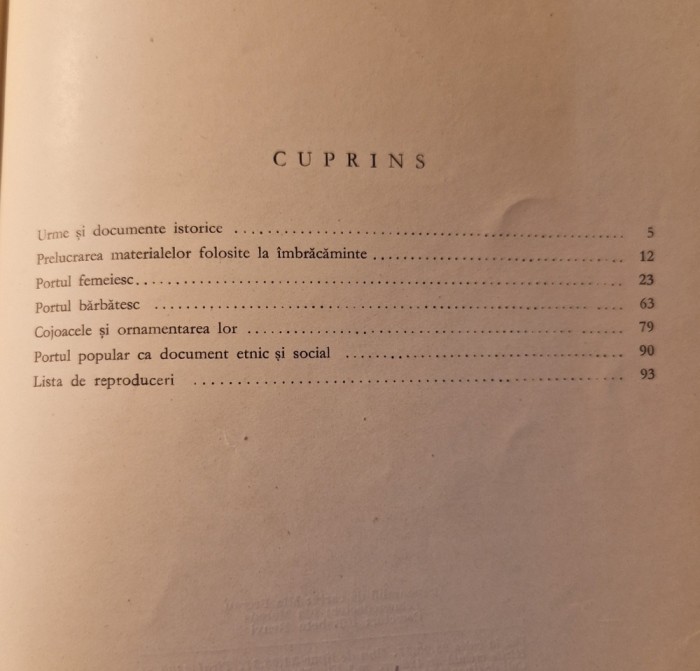 CUPRINS
Urme și documente istorice 5
Prelucrarea materialelor folosite la îmbrăcăminte 12
Portul femeiesc 23
Portul bărbătesc 63
Cojoacele și ornamentarea lor 79
Portul popular ca document etnic și social 90
Lista de reproduceri 93